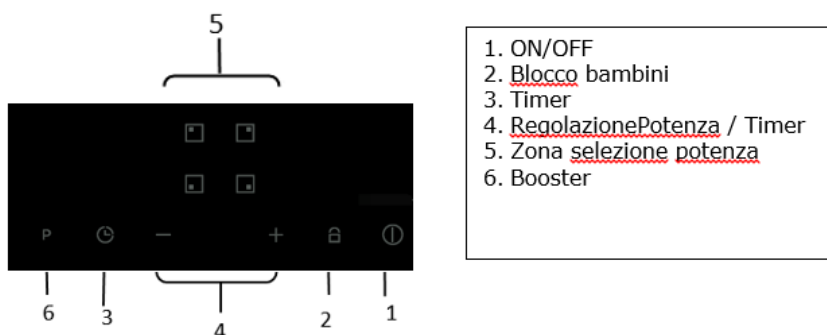 5
P
6
3
4
2
1
1. ON/OFF
2. Blocco bambini
3. Timer
4. RegolazionePotenza / Timer
5. Zona selezione potenza
6. Booster